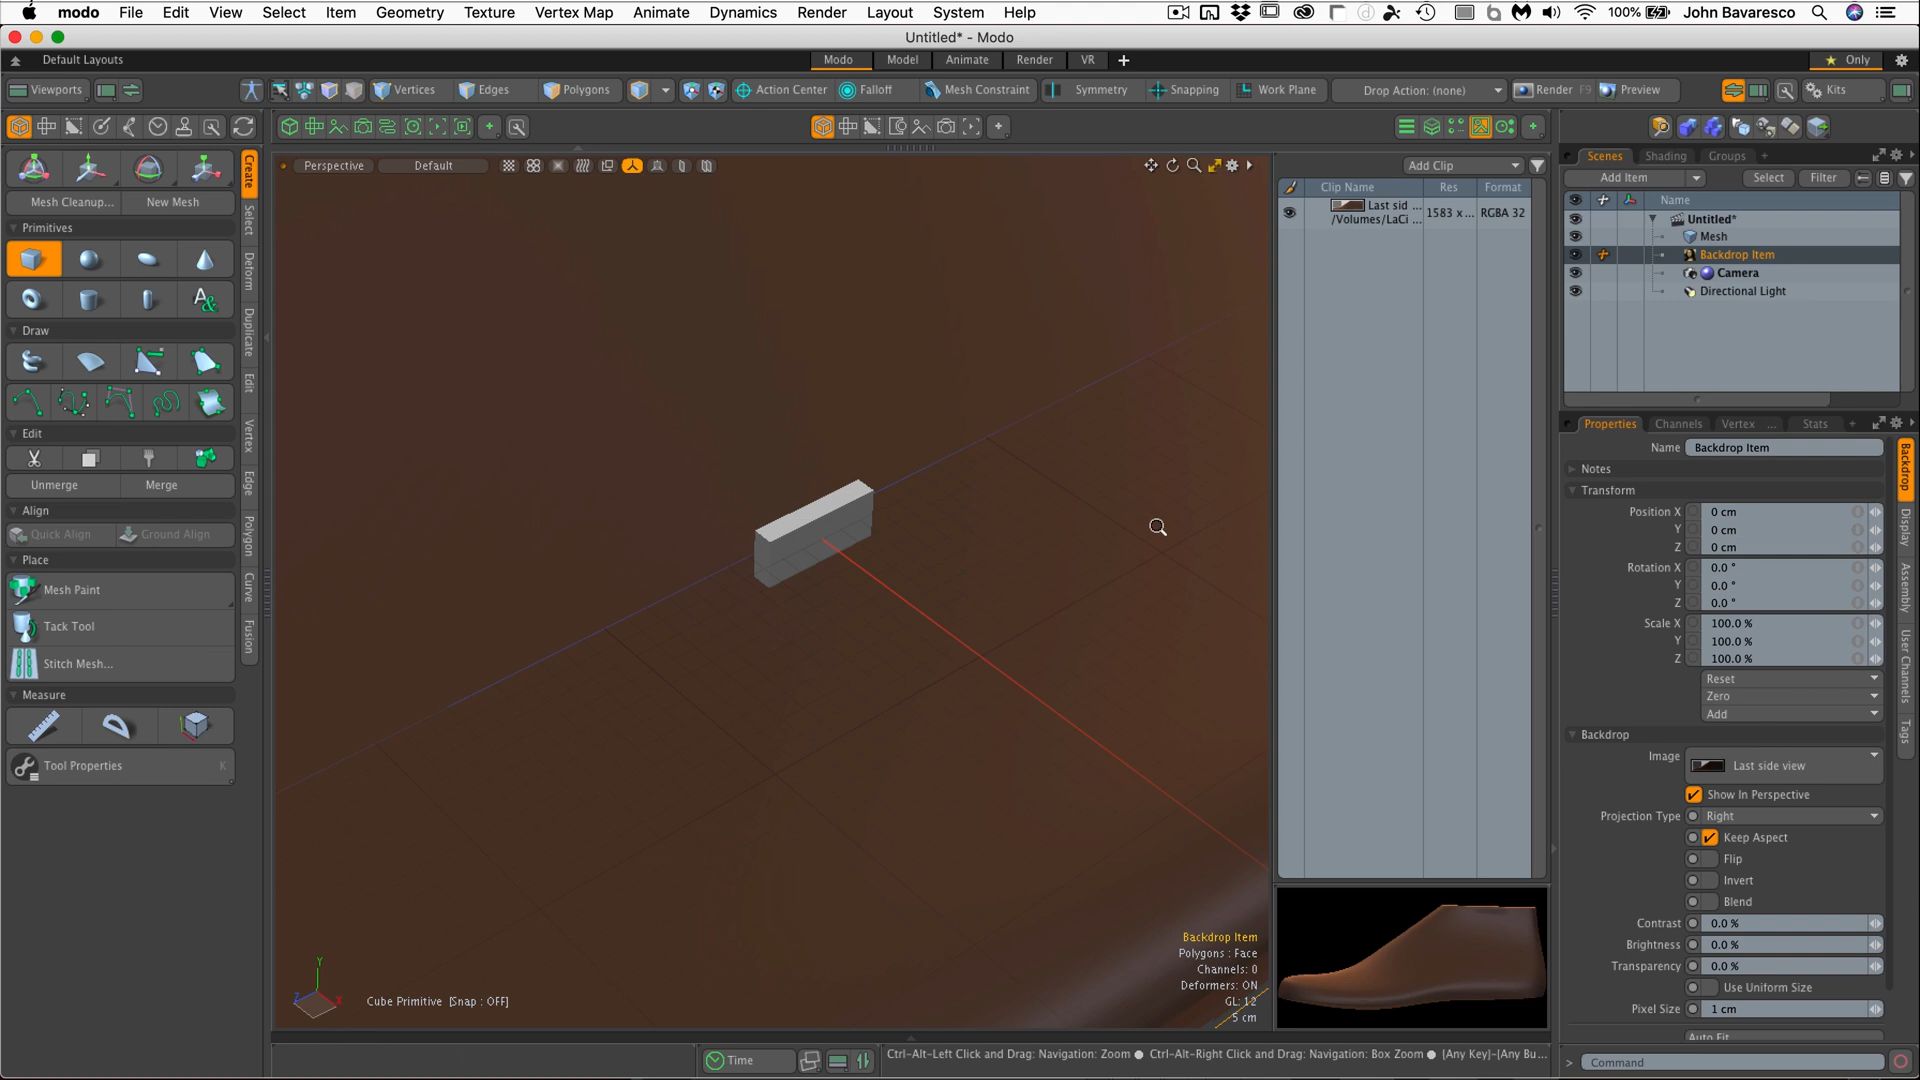 modo File Edit View Select Item Geometry Texture Vertex Map Animate Dynamics Render Layout System Help 100% John Bavaresco
Untitled* - Modo
Default Layouts Modo Model Animate Render VR Only
Viewports Vertices Edges Polygons Action Center Falloff Mesh Constraint Symmetry Snapping Work Plane Drop Action: (none) Render F9 Preview Kits
Mesh Cleanup... New Mesh
Primitives
Draw
Edit
Unmerge Merge
Align
Quick Align Ground Align
Place
Mesh Paint
Tack Tool
Stitch Mesh...
Measure
Tool Properties K
Create
Select
Deform
Duplicate
Edit
Vertex
Edge
Polygon
Curve
Fusion
Perspective Default
Y
Z X
Cube Primitive [Snap : OFF]
Backdrop Item
Polygons : Face
Channels: 0
Deformers: ON
GL: 12
5 cm
Add Clip
Clip Name Res Format
Last sid ...
/Volumes/LaCi ... 1583 x ... RGBA 32
Time Ctrl-Alt-Left Click and Drag: Navigation: Zoom ● Ctrl-Alt-Right Click and Drag: Navigation: Box Zoom ● [Any Key]-[Any Bu...
Scenes Shading Groups +
Add Item Select Filter
Name
Untitled*
Mesh
Backdrop Item
Camera
Directional Light
Properties Channels Vertex ... Stats +
Name Backdrop Item
Notes
Transform
Position X 0 cm
Y 0 cm
Z 0 cm
Rotation X 0.0 °
Y 0.0 °
Z 0.0 °
Scale X 100.0 %
Y 100.0 %
Z 100.0 %
Reset
Zero
Add
Backdrop
Image Last side view
Show In Perspective
Projection Type Right
Keep Aspect
Flip
Invert
Blend
Contrast 0.0 %
Brightness 0.0 %
Transparency 0.0 %
Use Uniform Size
Pixel Size 1 cm
Auto Fit
Backdrop
Display
Assembly
User Channels
Tags
> Command